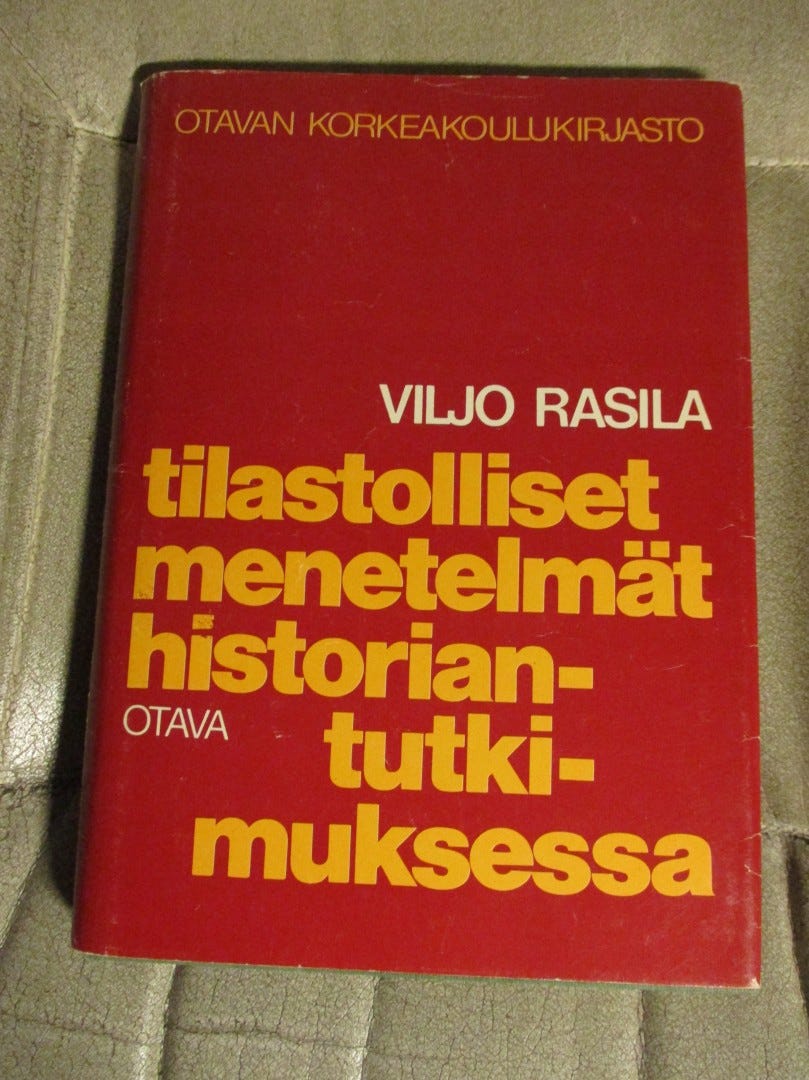 OTAVAN KORKEAKOULUKIRJASTO
VILJO RASILA
tilastolliset
menetelmät
historian-
OTAVA
tutki-
muksessa